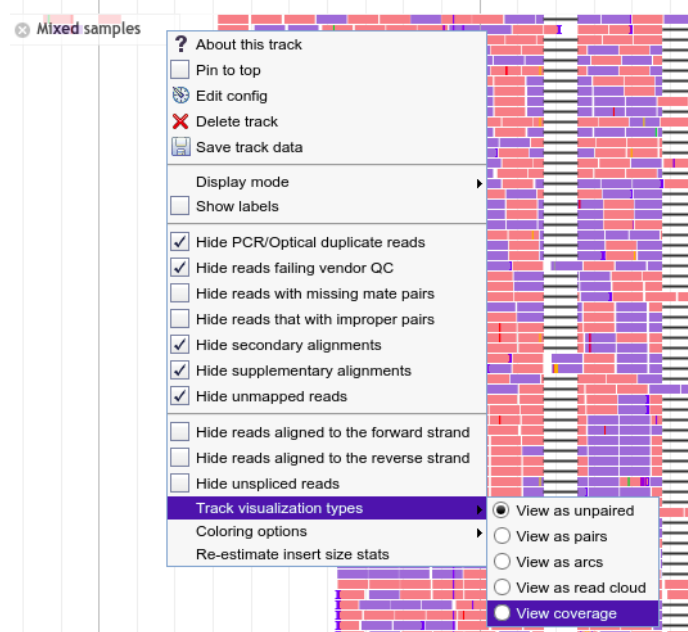 Mixed samples
? About this track
Pin to top
Edit config
Delete track
Save track data
Display mode
Show labels
Hide PCR/Optical duplicate reads
Hide reads failing vendor QC
Hide reads with missing mate pairs
Hide reads that with improper pairs
Hide secondary alignments
Hide supplementary alignments
Hide unmapped reads
Hide reads aligned to the forward strand
Hide reads aligned to the reverse strand
Hide unspliced reads
Track visualization types
Coloring options
Re-estimate insert size stats
View as unpaired
View as pairs
View as arcs
View as read cloud
View coverage